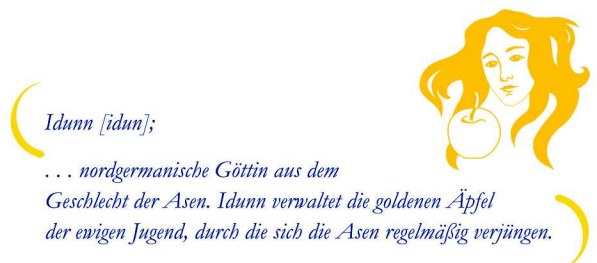 Idunn [idun];
. . . nordgermanische Göttin aus dem
Geschlecht der Asen. Idunn verwaltet die goldenen Äpfel
der ewigen Jugend, durch die sich die Asen regelmäßig verjüngen.